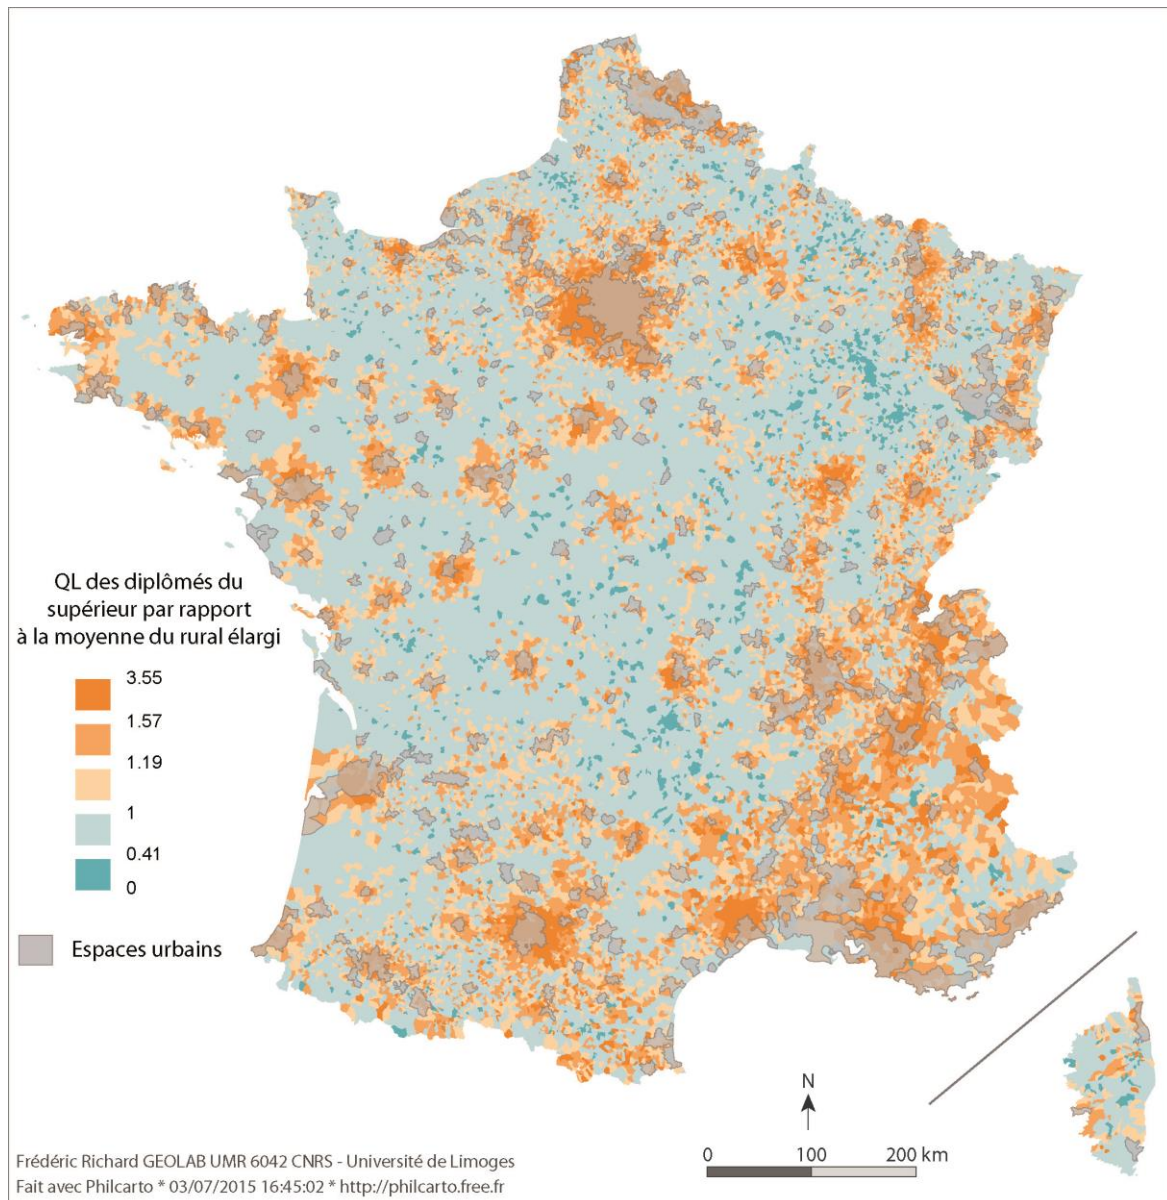 QL des diplômés du
supérieur par rapport
à la moyenne du rural élargi
3.55
1.57
1.19
1
0.41
0
Espaces urbains
N
0 100 200 km
Frédéric Richard GEOLAB UMR 6042 CNRS - Université de Limoges
Fait avec Philcarto * 03/07/2015 16:45:02 * http://philcarto.free.fr